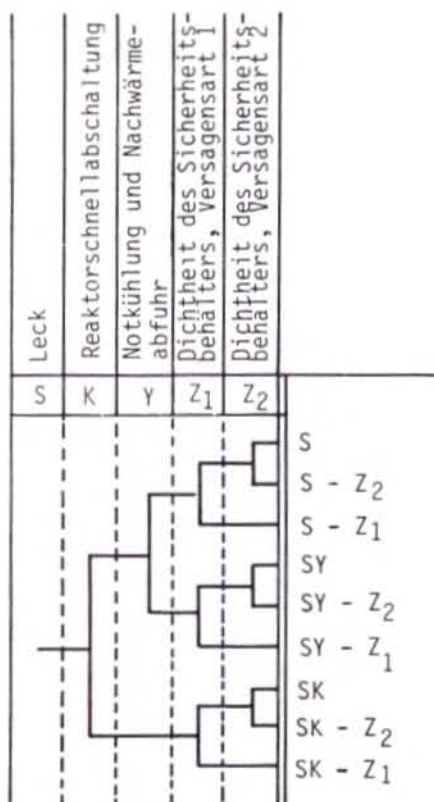 Leck
Reaktorschnellabschaltung
Notkühlung und Nachwärme-
abfuhr
Dichtheit des Sicherheits-
behälters, Versagensart 1
Dichtheit des Sicherheits-
behälters, Versagensart 2
S K Y Z1 Z2
S
S - Z2
S - Z1
SY
SY - Z2
SY - Z1
SK
SK - Z2
SK - Z1